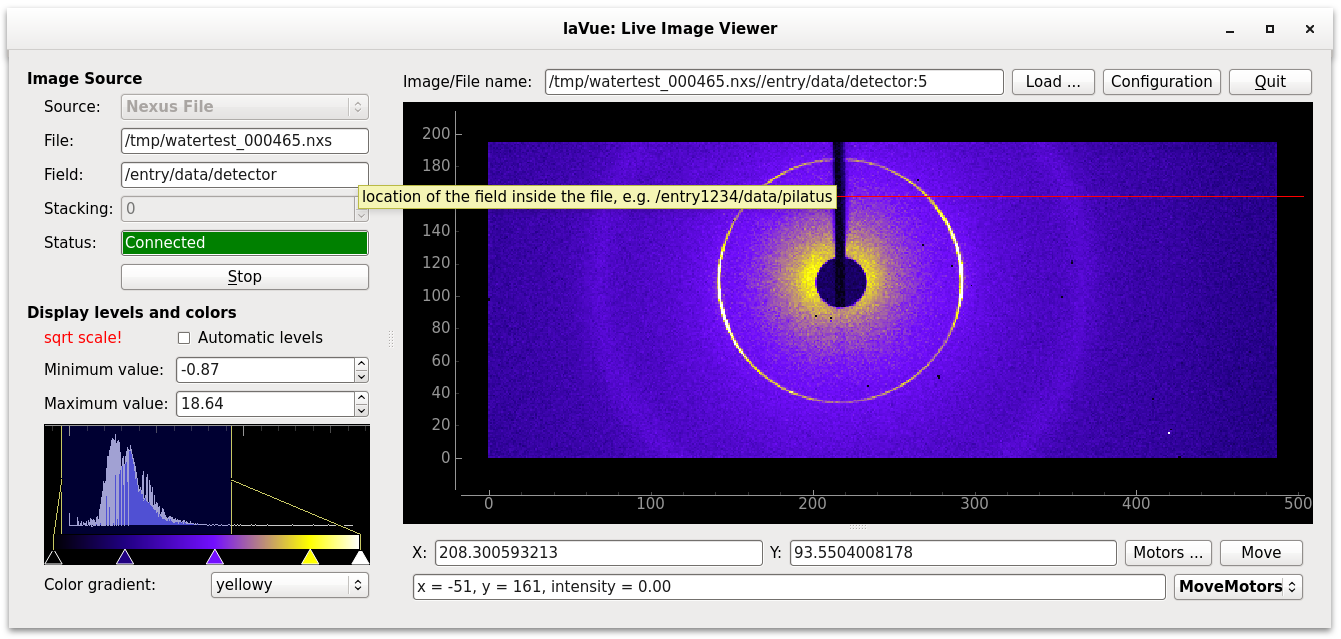 laVue: Live Image Viewer
Image Source
Source: Nexus File
File: /tmp/watertest_000465.nxs
Field: /entry/data/detector
Stacking: 0
Status: Connected
Stop
Display levels and colors
sqrt scale! Automatic levels
Minimum value: -0.87
Maximum value: 18.64
Color gradient: yellowy
Image/File name: /tmp/watertest_000465.nxs//entry/data/detector:5 Load ... Configuration Quit
location of the field inside the file, e.g. /entry1234/data/pilatus
200
180
140
120
100
80
60
40
20
0
0 100 200 300 400 500
X: 208.300593213 Y: 93.5504008178 Motors ... Move
x = -51, y = 161, intensity = 0.00 MoveMotors